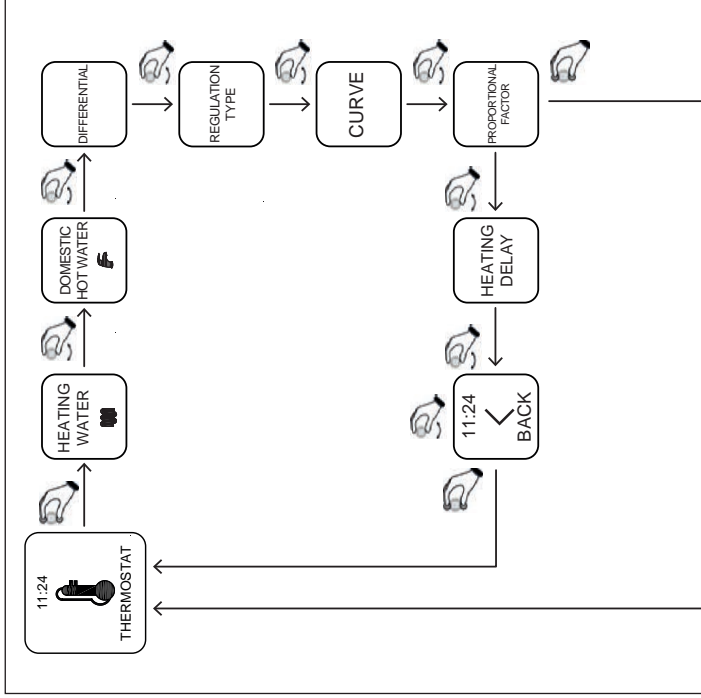 11:24
THERMOSTAT
HEATING
WATER
DOMESTIC
HOT WATER
DIFFERENTIAL
REGULATION
TYPE
CURVE
PROPORTIONAL
FACTOR
HEATING
DELAY
11:24
BACK